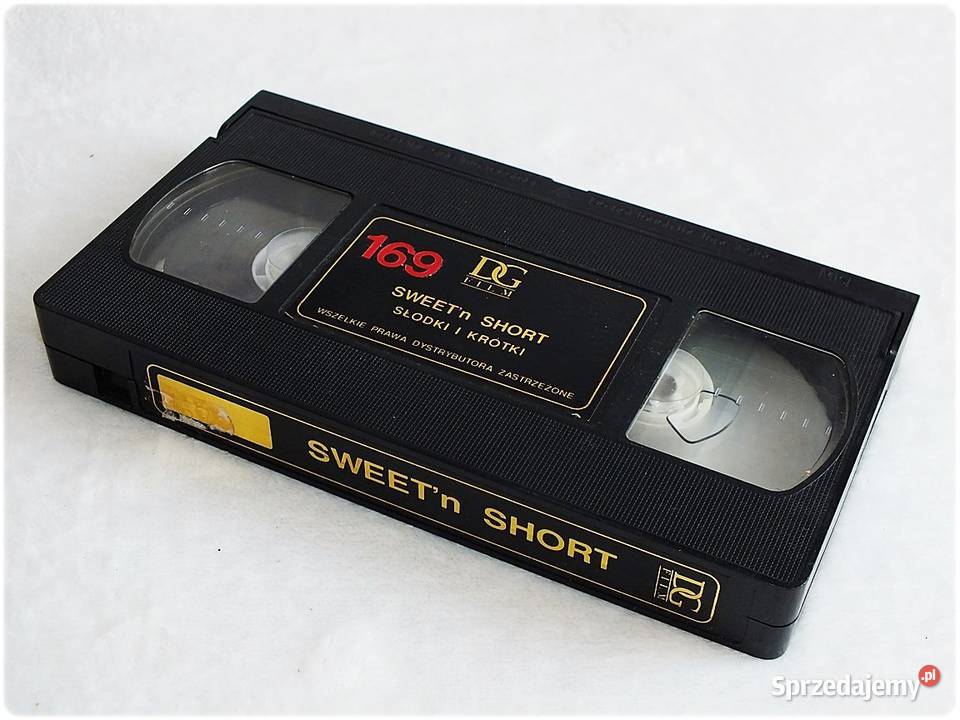 169
DG
FILM
SWEET'n SHORT
SŁODKI I KRÓTKI
WSZELKIE PRAWA DYSTRYBUTORA ZASTRZEŻONE
SWEET'n SHORT
DG
FILM
Sprzedajemy.pl